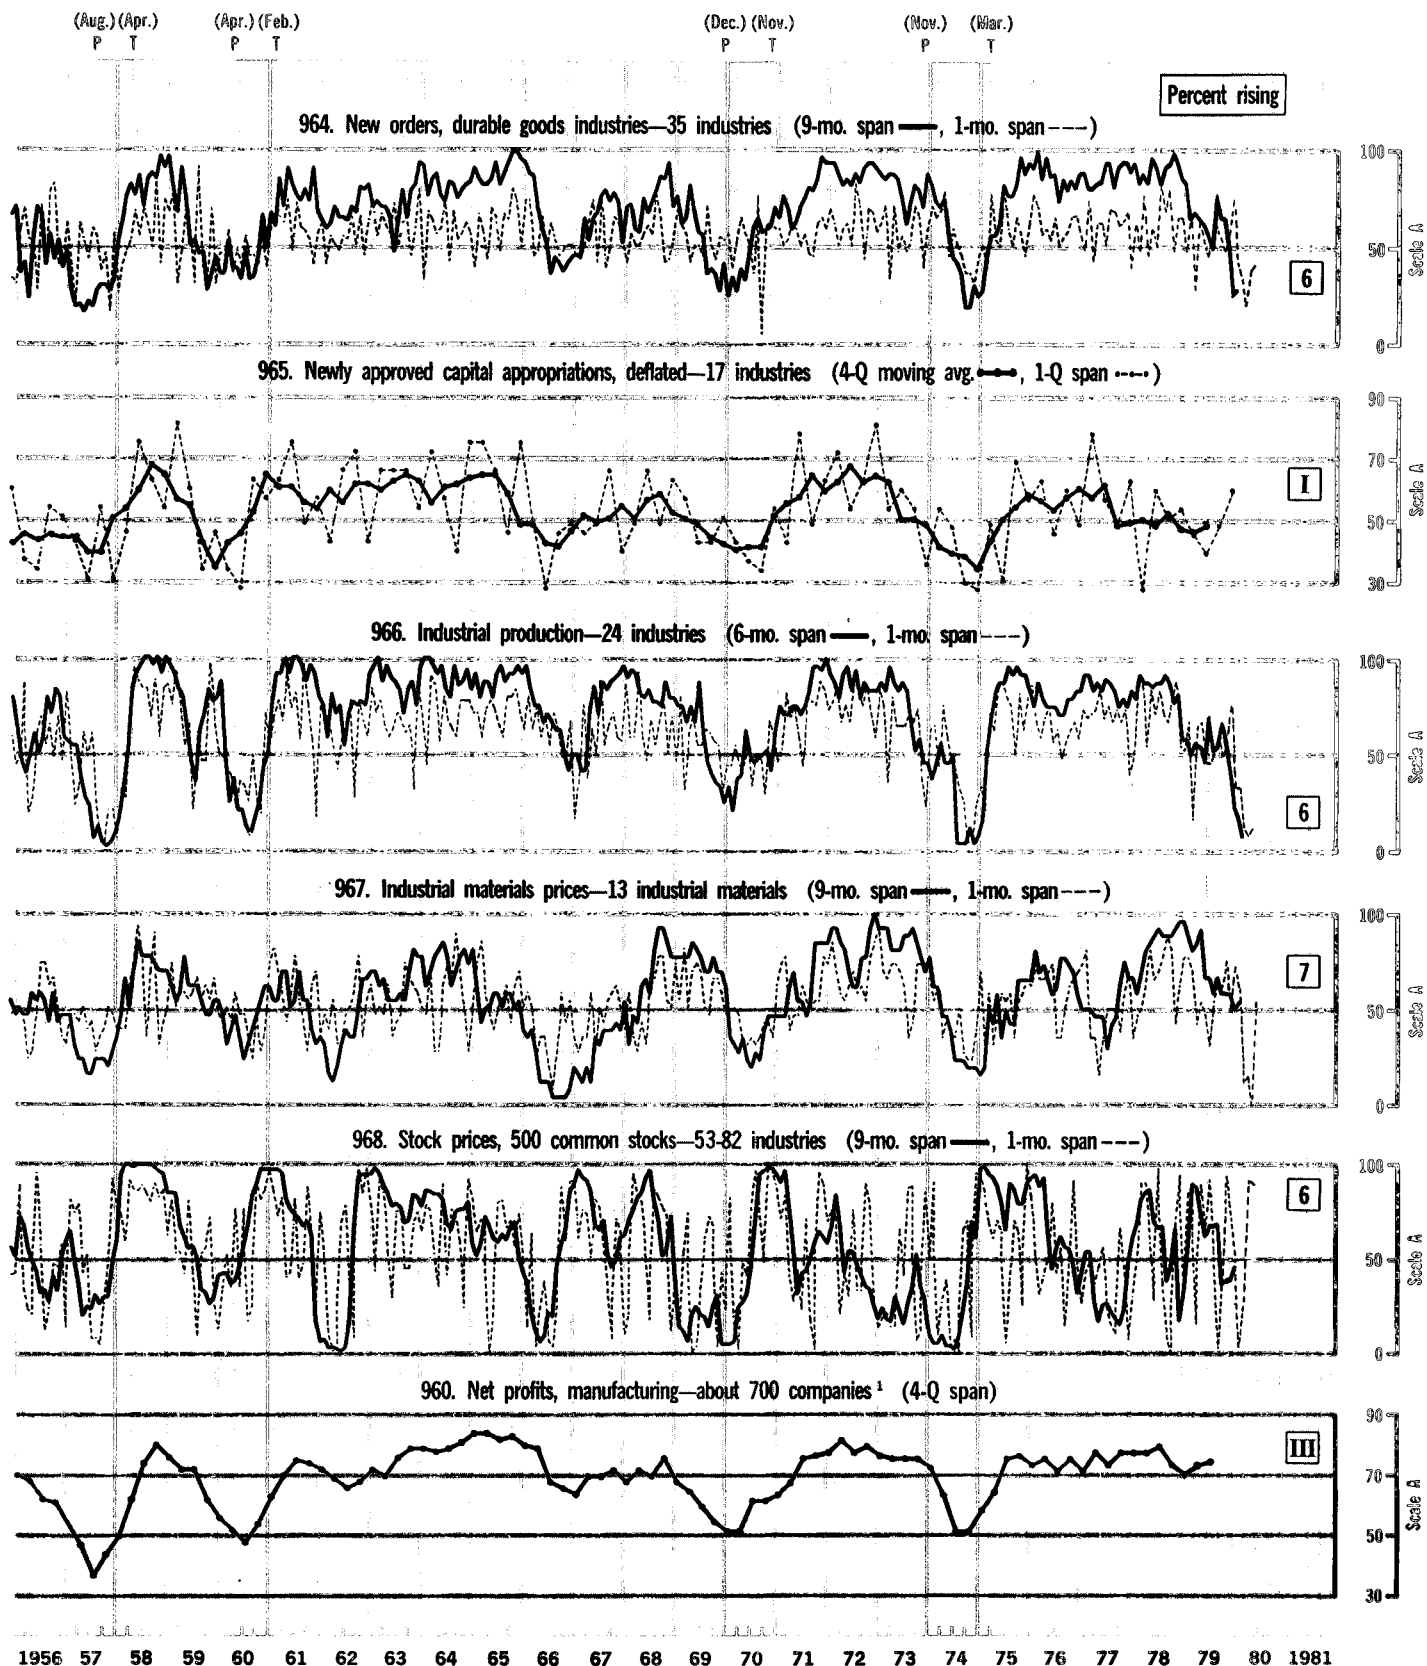 (Aug.) (Apr.) (Apr.) (Feb.) (Dec.) (Nov.) (Nov.) (Mar.)
P T P T P T P T
Percent rising
964. New orders, durable goods industries—35 industries (9-mo. span ——, 1-mo. span ----)
100
50
0
Scale A
6
965. Newly approved capital appropriations, deflated—17 industries (4-Q moving avg. •—•—•, 1-Q span •--•--•)
90
70
50
30
Scale A
I
966. Industrial production—24 industries (6-mo. span ——, 1-mo. span ----)
100
50
0
Scale A
6
967. Industrial materials prices—13 industrial materials (9-mo. span ——, 1-mo. span ----)
100
7
50
0
Scale A
968. Stock prices, 500 common stocks—53-82 industries (9-mo. span ——, 1-mo. span ----)
100
6
50
0
Scale A
960. Net profits, manufacturing—about 700 companies ¹ (4-Q span)
90
III
70
50
30
Scale A
1956 57 58 59 60 61 62 63 64 65 66 67 68 69 70 71 72 73 74 75 76 77 78 79 80 1981